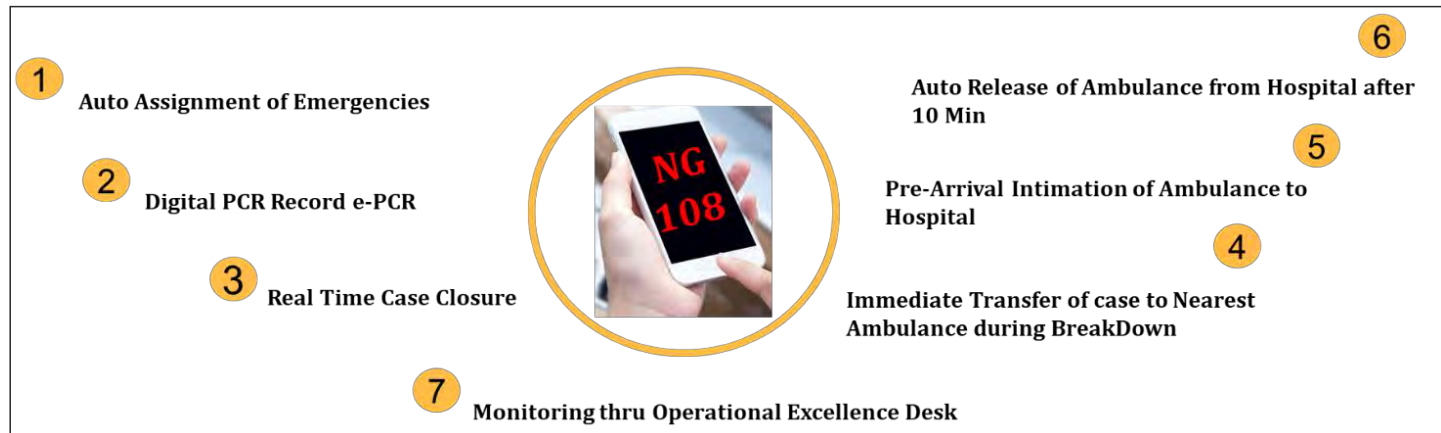 1
Auto Assignment of Emergencies
2
Digital PCR Record e-PCR
3
Real Time Case Closure
NG
108
6
Auto Release of Ambulance from Hospital after
10 Min
5
Pre-Arrival Intimation of Ambulance to
Hospital
4
Immediate Transfer of case to Nearest
Ambulance during BreakDown
7
Monitoring thru Operational Excellence Desk